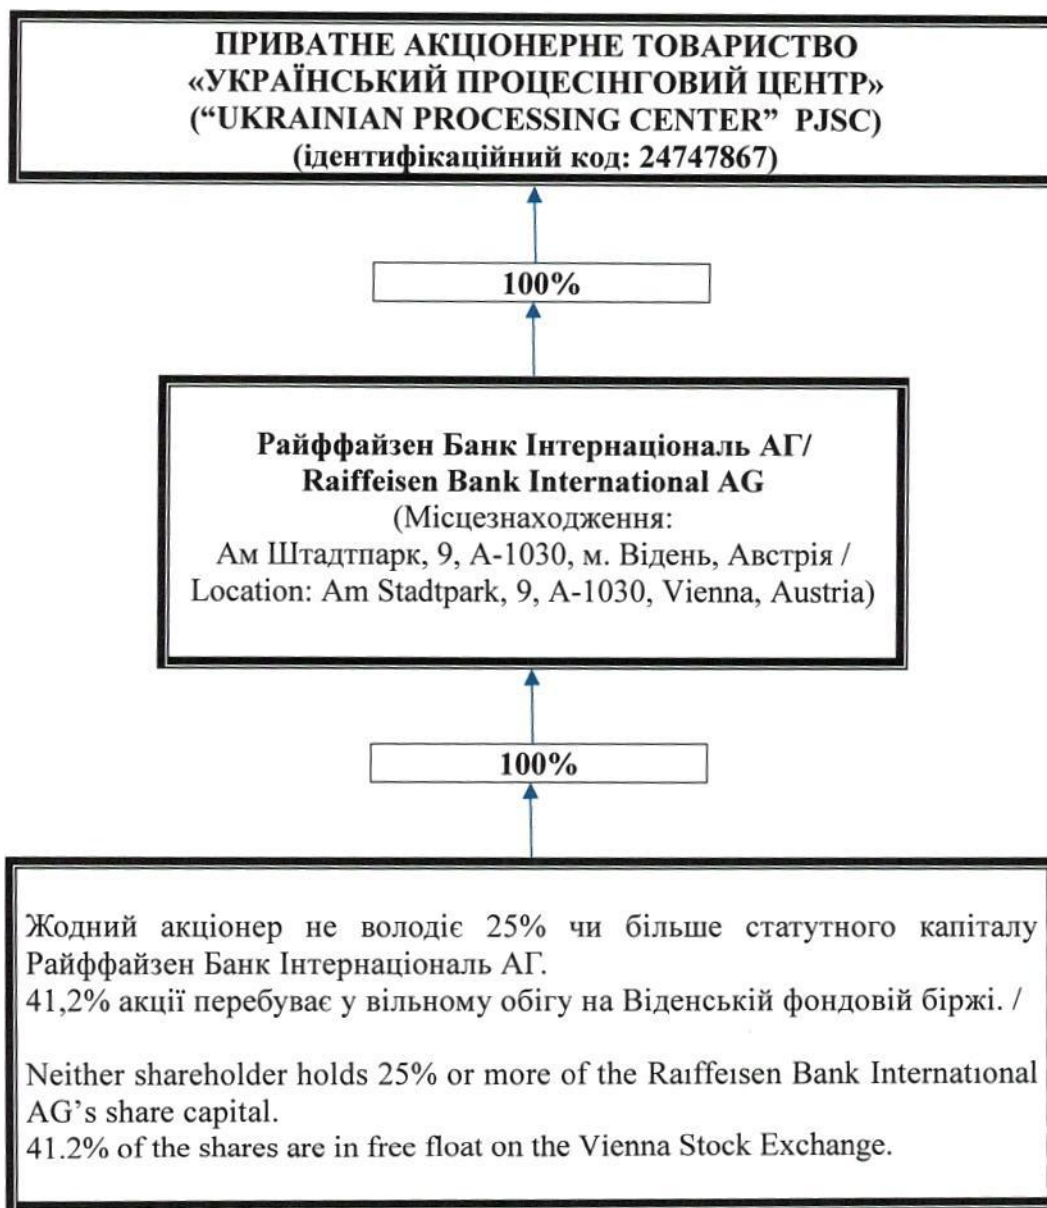 ПРИВАТНЕ АКЦІОНЕРНЕ ТОВАРИСТВО
«УКРАЇНСЬКИЙ ПРОЦЕСІНГОВИЙ ЦЕНТР»
(“UKRAINIAN PROCESSING CENTER” PJSC)
(ідентифікаційний код: 24747867)
100%
Райффайзен Банк Інтернаціональ АГ/
Raiffeisen Bank International AG
(Місцезнаходження:
Ам Штадтпарк, 9, А-1030, м. Відень, Австрія /
Location: Am Stadtpark, 9, A-1030, Vienna, Austria)
100%
Жодний акціонер не володіє 25% чи більше статутного капіталу
Райффайзен Банк Інтернаціональ АГ.
41,2% акції перебуває у вільному обігу на Віденській фондовій біржі. /
Neither shareholder holds 25% or more of the Raiffeisen Bank International
AG’s share capital.
41.2% of the shares are in free float on the Vienna Stock Exchange.